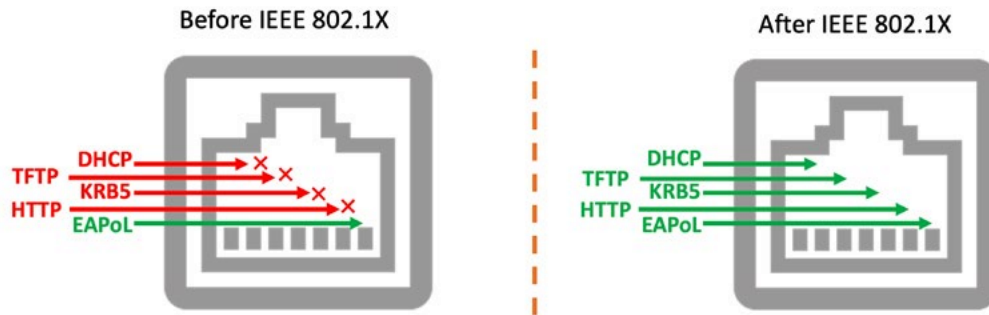 Before IEEE 802.1X
DHCP
TFTP
KRB5
HTTP
EAPoL
After IEEE 802.1X
DHCP
TFTP
KRB5
HTTP
EAPoL